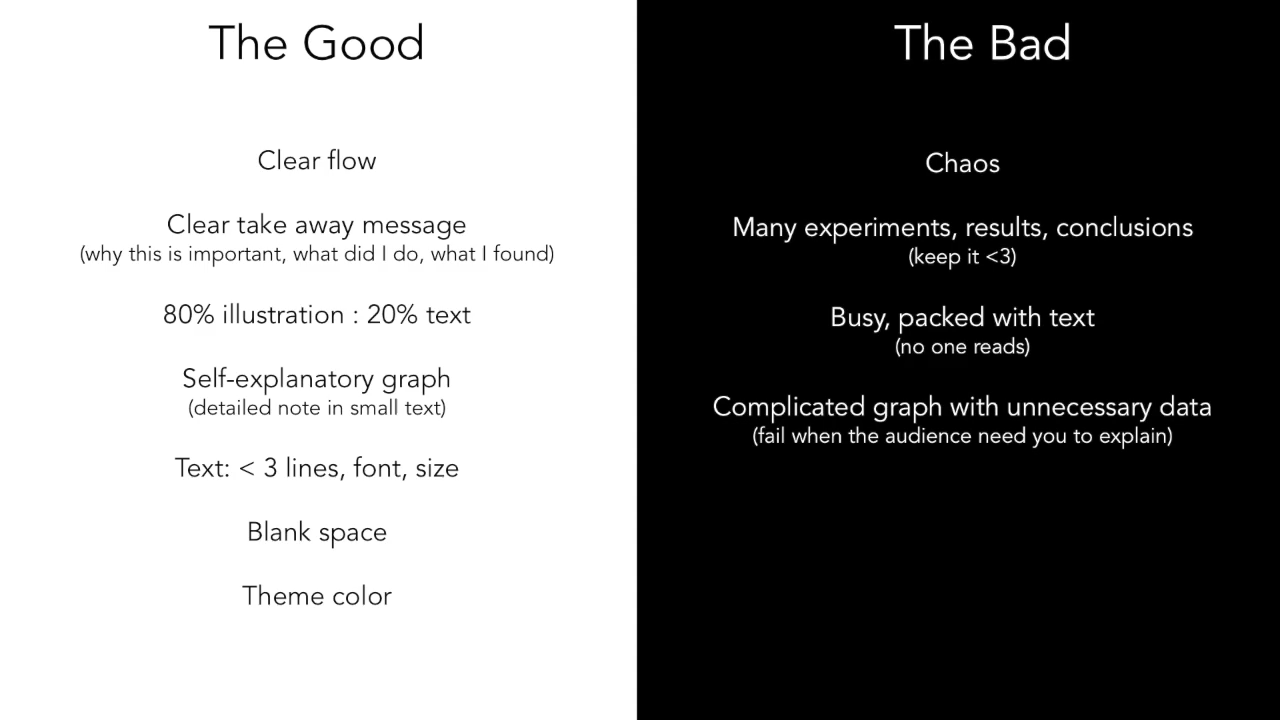 The Good
Clear flow
Clear take away message
(why this is important, what did I do, what I found)
80% illustration : 20% text
Self-explanatory graph
(detailed note in small text)
Text: < 3 lines, font, size
Blank space
Theme color
The Bad
Chaos
Many experiments, results, conclusions
(keep it <3)
Busy, packed with text
(no one reads)
Complicated graph with unnecessary data
(fail when the audience need you to explain)